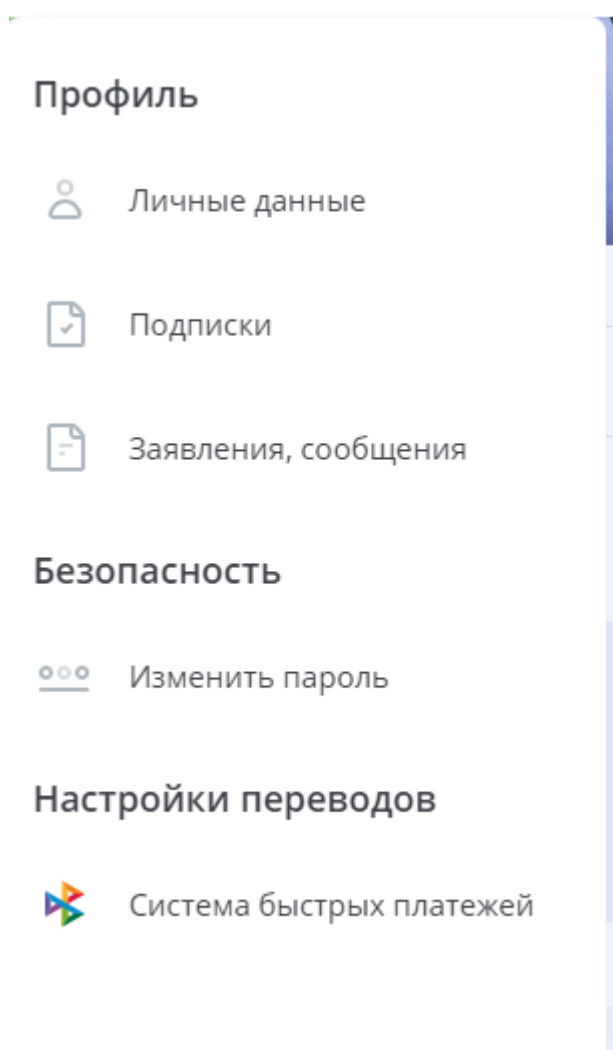 Профиль
Личные данные
Подписки
Заявления, сообщения
Безопасность
Изменить пароль
Настройки переводов
Система быстрых платежей